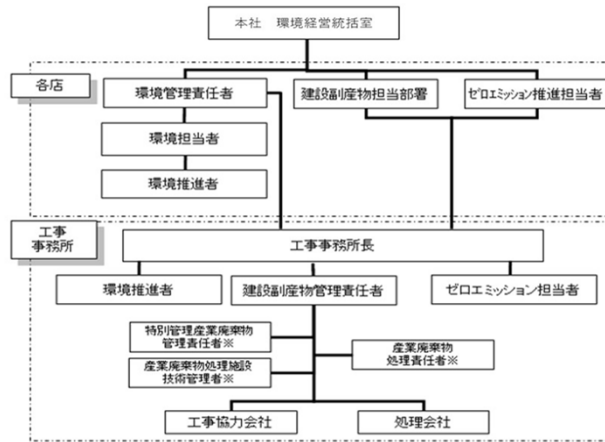 本社 環境経営統括室
各店
環境管理責任者
建設副産物担当部署
ゼロエミッション推進担当者
環境担当者
環境推進者
工事
事務所
工事事務所長
環境推進者
建設副産物管理責任者
ゼロエミッション担当者
特別管理産業廃棄物
管理責任者※
産業廃棄物
処理責任者※
産業廃棄物処理施設
技術管理者※
工事協力会社
処理会社